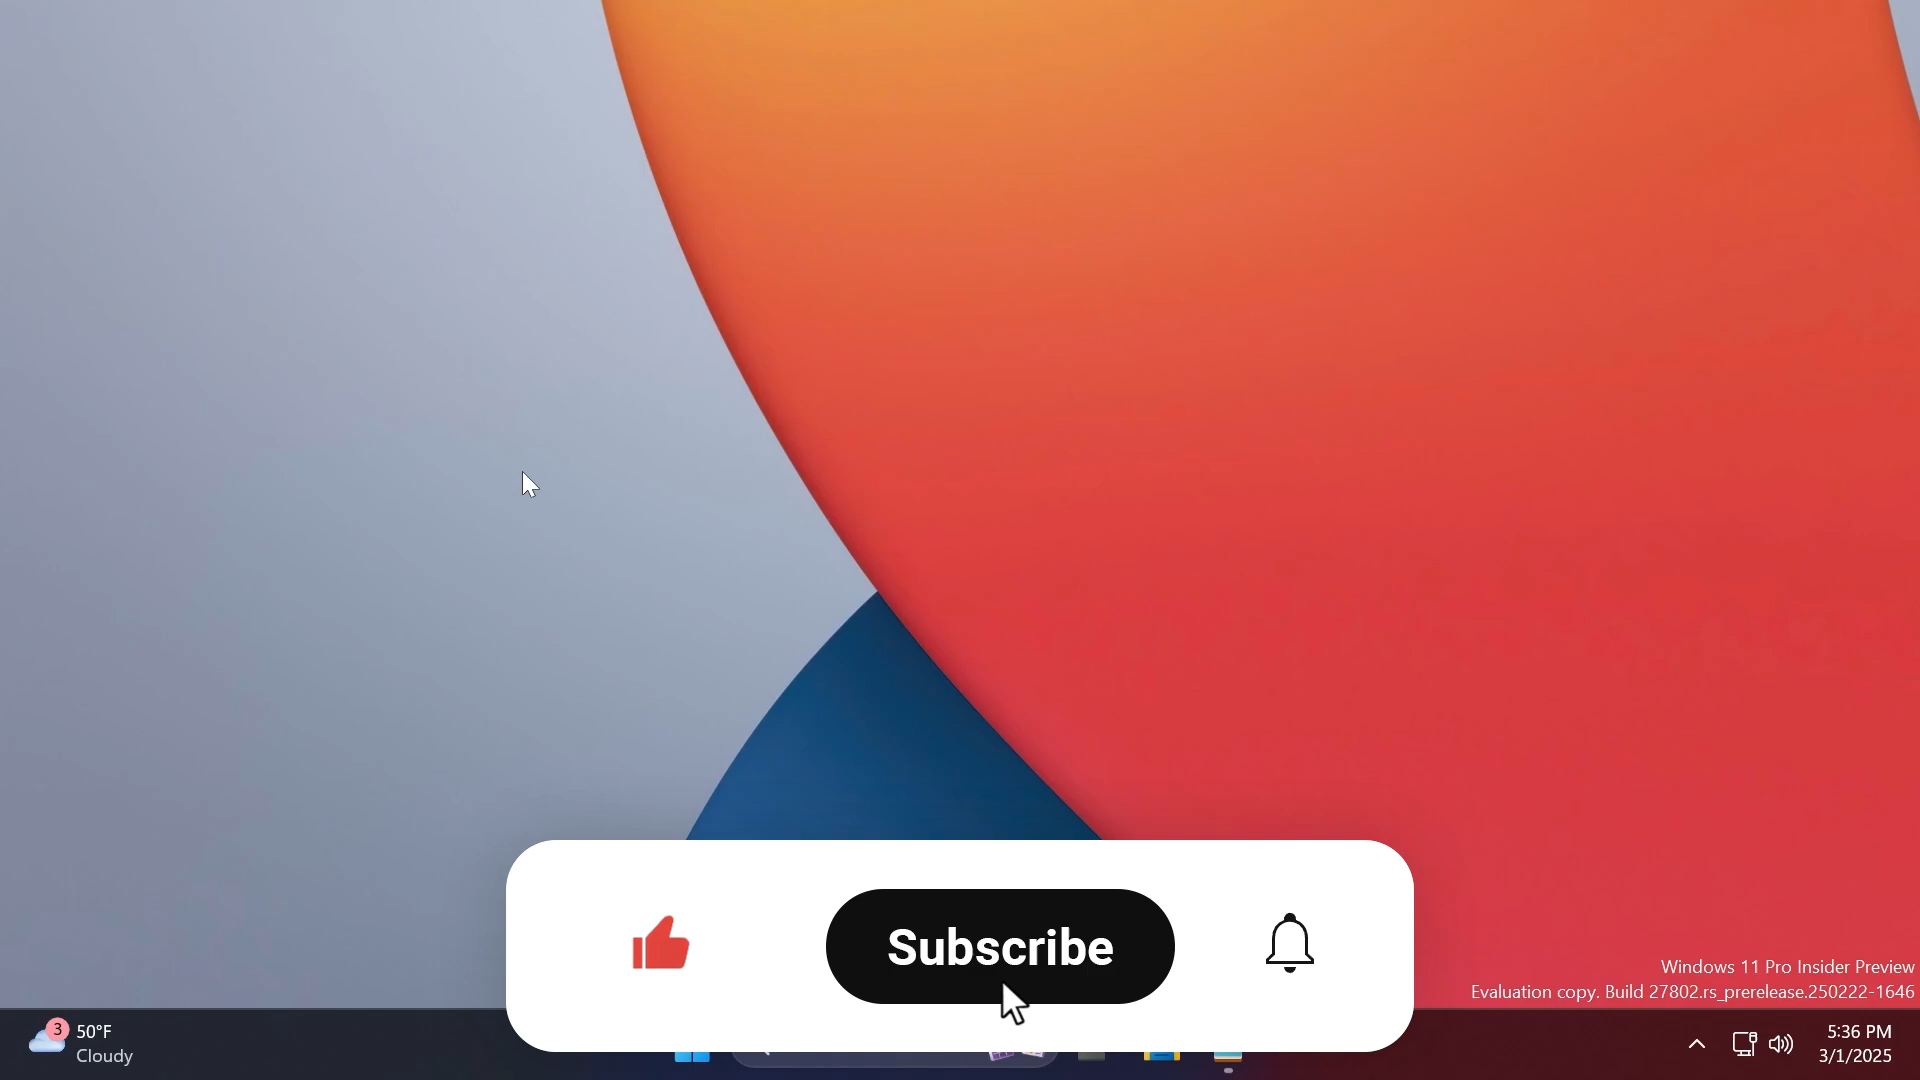 Subscribe
Windows 11 Pro Insider Preview
Evaluation copy. Build 27802.rs_prerelease.250222-1646
3
50°F
Cloudy
5:36 PM
3/1/2025